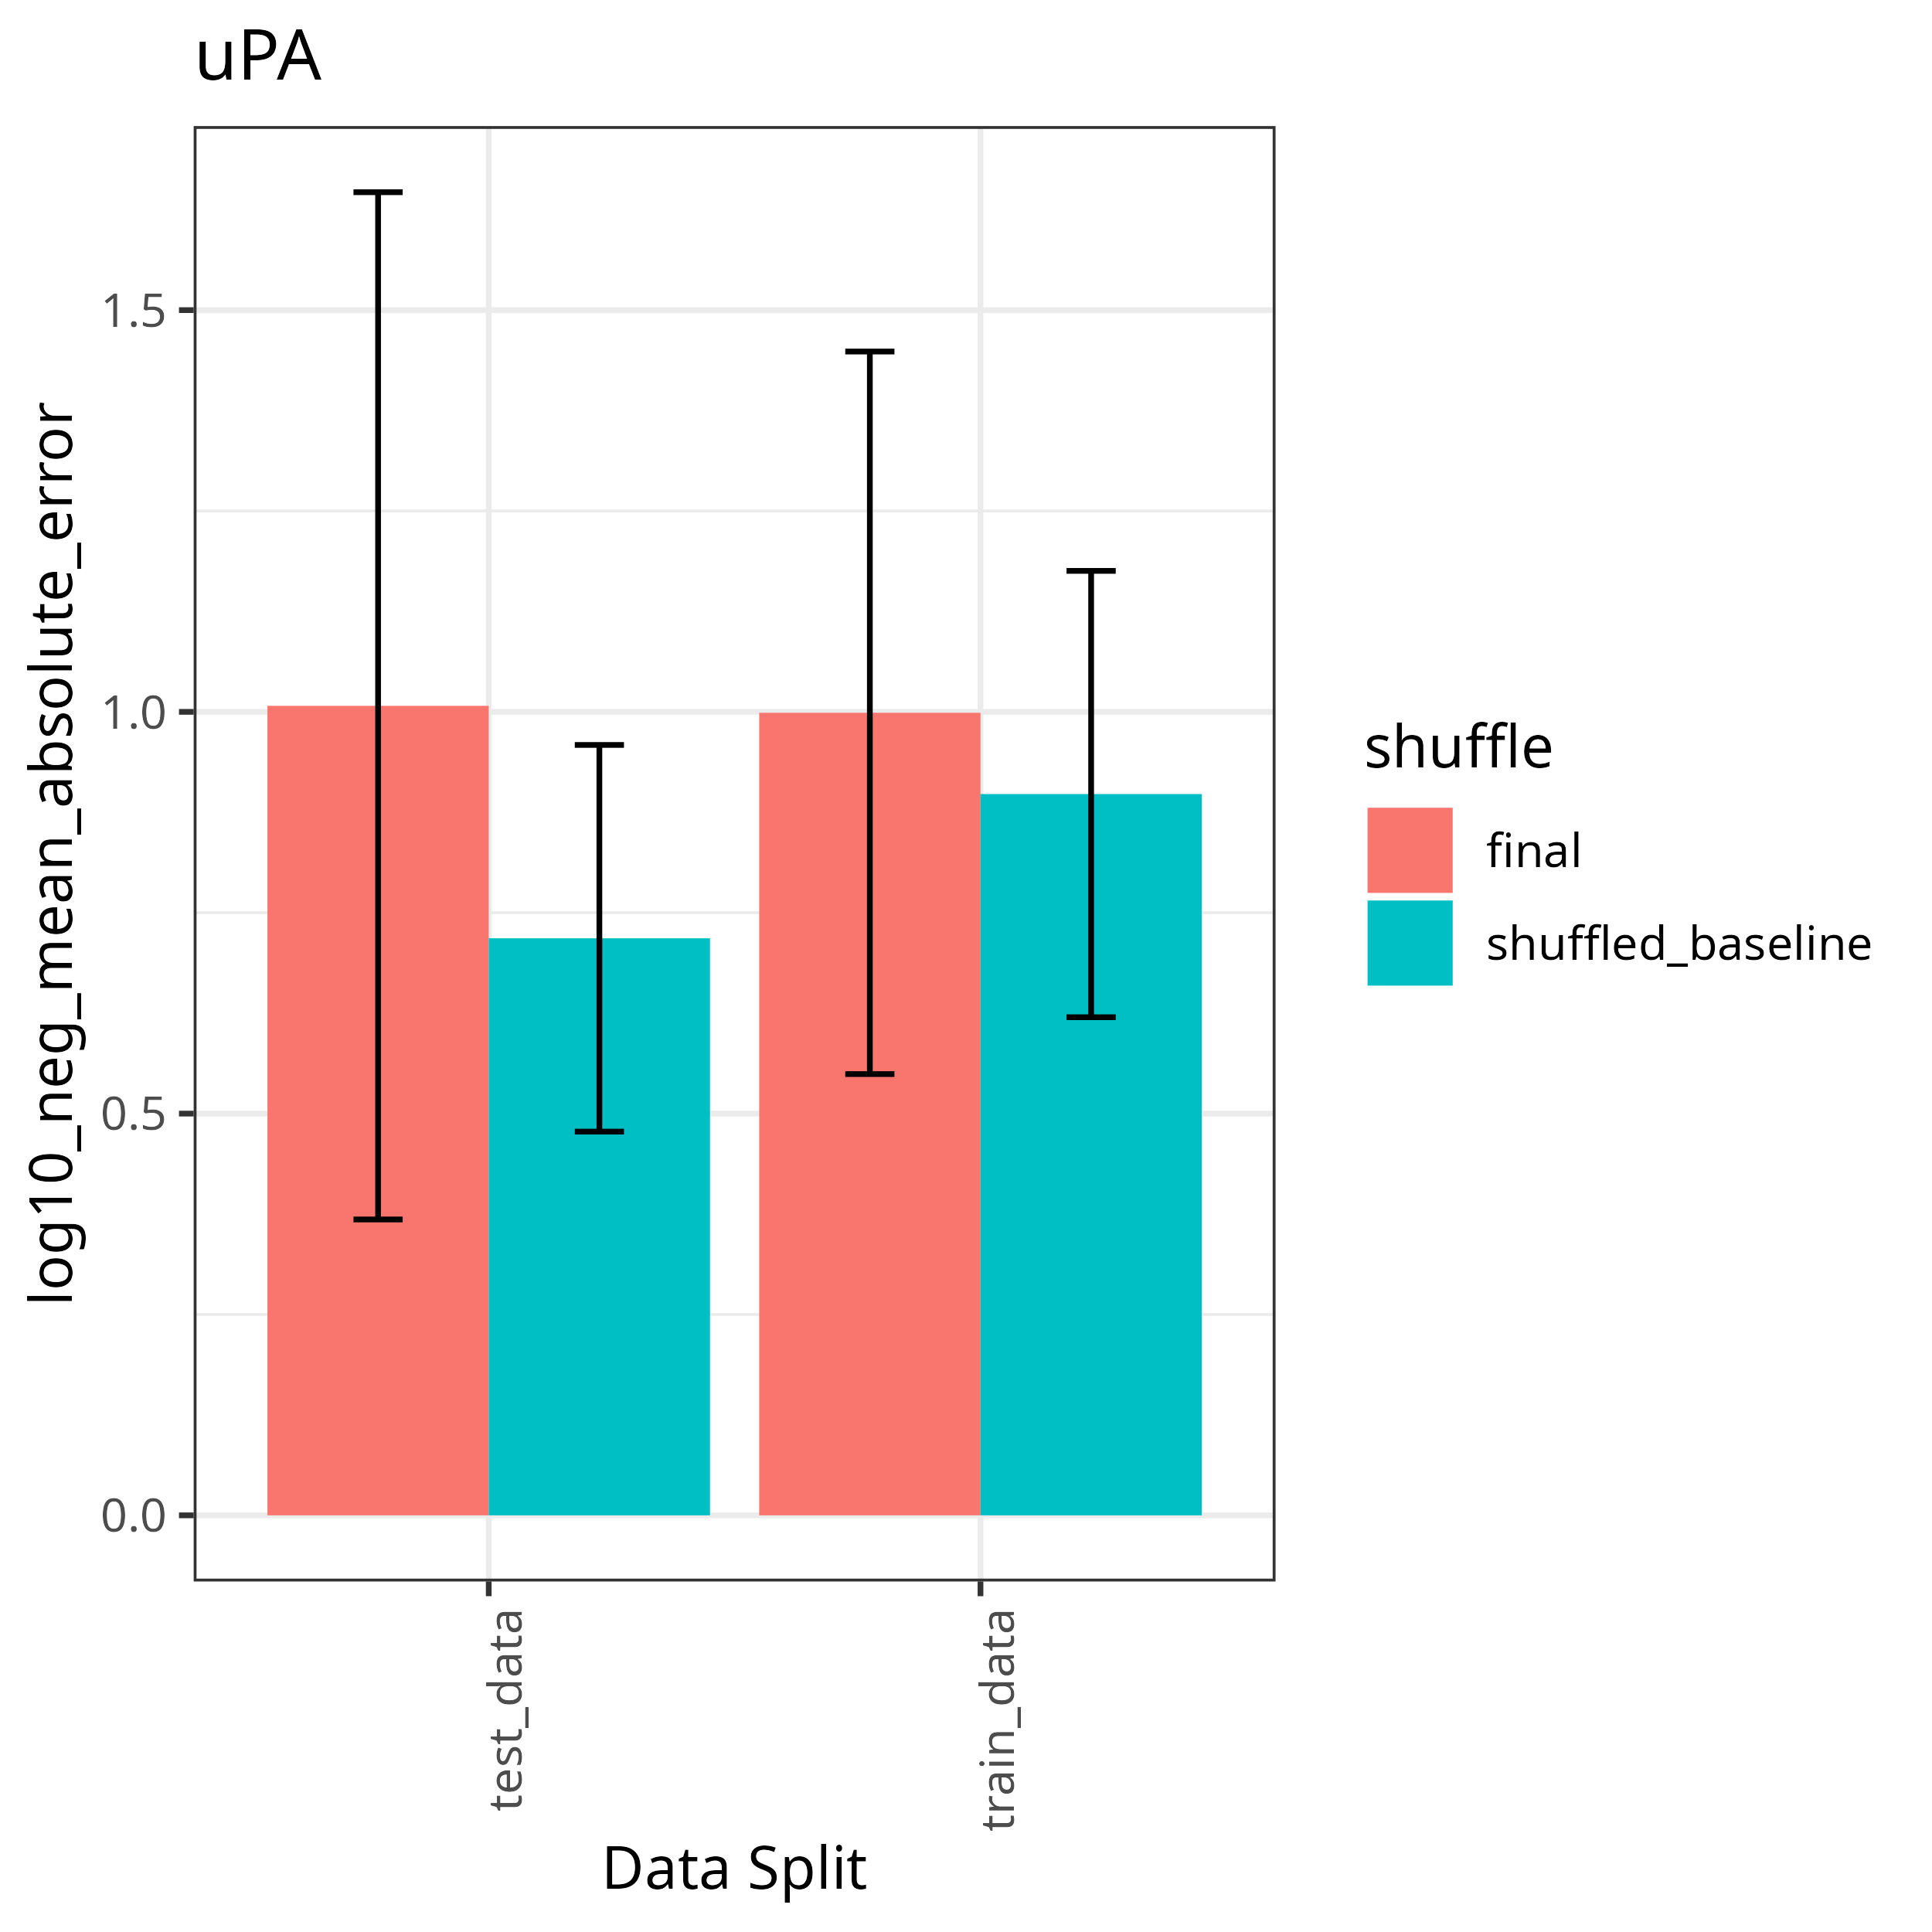 uPA
log10_neg_mean_absolute_error
1.5
1.0
0.5
0.0
test_data
train_data
Data Split
shuffle
final
shuffled_baseline